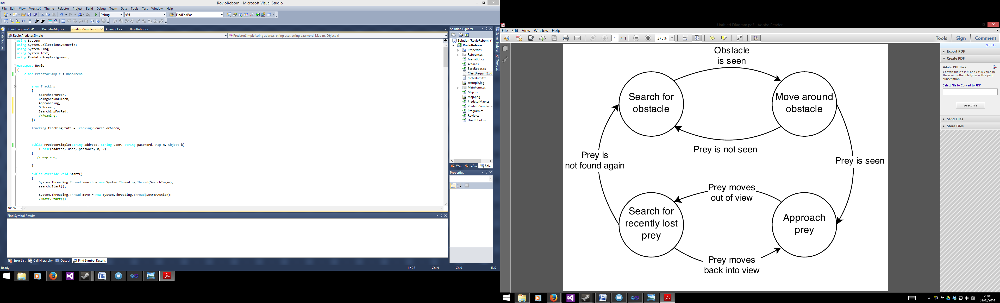 RovioReborn - Microsoft Visual Studio
File Edit View VAssistX Theme Refactor Project Build Debug Team Data Tools Test Window Help
Debug x86 FindEndPos
ClassDiagram2.cd* PredatorMap.cs PredatorSimple.cs* ArenaBot.cs BaseRobot.cs
Data Sources
Rovio.PredatorSimple PredatorSimple(string address, string user, string password, Map m, Object k)
using System;
using System.Collections.Generic;
using System.Linq;
using System.Text;
using PredatorPreyAssignment;
namespace Rovio
{
class PredatorSimple : BaseArena
{
enum Tracking
{
SearchForGreen,
GoingAroundBlock,
Approaching,
OnScreen,
SearchingForRed,
//Roaming,
};
Tracking trackingState = Tracking.SearchForGreen;
public PredatorSimple(string address, string user, string password, Map m, Object k)
: base(address, user, password, m, k)
{
// map = m;
}
public override void Start()
{
System.Threading.Thread search = new System.Threading.Thread(SearchImage);
search.Start();
System.Threading.Thread move = new System.Threading.Thread(SetFSMAction);
//move.Start();
100 %
Find Symbol Results
Error List Call Hierarchy Output Find Symbol Results
Ready Ln 23 Col 9 Ch 9 INS
Solution Explorer
Solution 'RovioReborn' (1
RovioReborn
Properties
References
ArenaBot.cs
AStar.cs
BaseRobot.cs
ClassDiagram2.cd
dictvalues.txt
example.jpg
MainForm.cs
Map.cs
map.png
PredatorMap.cs
PredatorSimple.cs
Program.cs
Rovio.cs
UserRobot.cs
VA... VA... Sol...
Properties
Server Explorer
Toolbox
Untitled Diagram.pdf - Adobe Reader
File Edit View Window Help
1 / 1 373% Tools Sign Comment
Sign In
Export PDF
Create PDF
Adobe PDF Pack
Convert files to PDF and easily combine
them with other file types with a paid
subscription.
Select File to Convert to PDF:
Select File
Send Files
Store Files
Obstacle
is seen
Search for
obstacle
Move around
obstacle
Prey is not seen
Prey is
not found again
Prey is seen
Prey moves
out of view
Search for
recently lost
prey
Approach
prey
Prey moves
back into view
20:08
31/03/2014